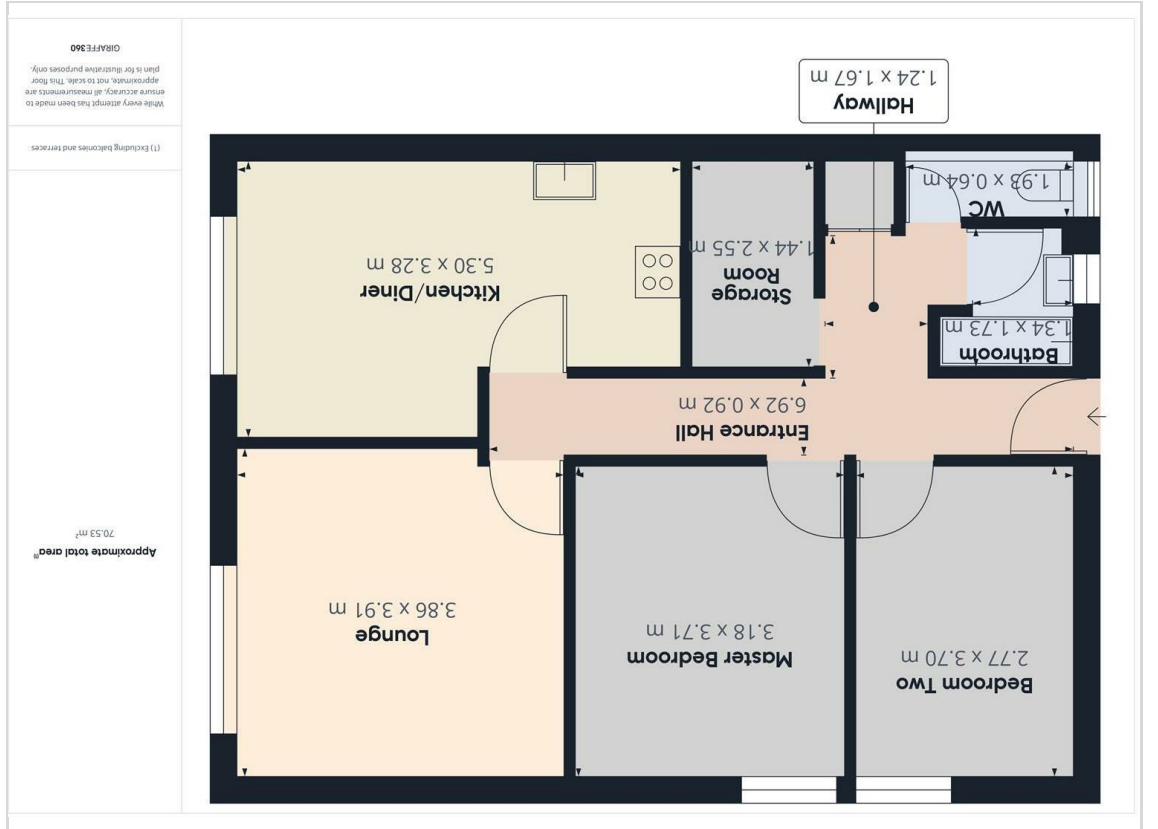 Bedroom Two
2.77 x 3.70 m
Master Bedroom
3.18 x 3.71 m
Lounge
3.86 x 3.91 m
Entrance Hall
6.92 x 0.92 m
Bathroom
1.34 x 1.73 m
Storage
Room
1.44 x 2.55 m
Kitchen/Diner
5.30 x 3.28 m
WC
1.93 x 0.64 m
Hallway
1.24 x 1.67 m
Approximate total area⁽¹⁾
70.53 m²
(1) Excluding balconies and terraces
While every attempt has been made to
ensure accuracy, all measurements are
approximate, not to scale. This floor
plan is for illustrative purposes only.
GIRAFFE360